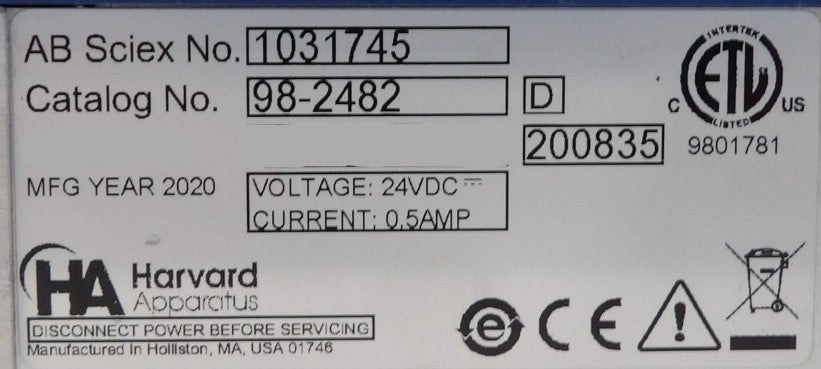 AB Sciex No. 1031745
Catalog No. 98-2482 D
200835
INTERTEK
ETL
C US
LISTED
9801781
MFG YEAR 2020
VOLTAGE: 24VDC ⎓
CURRENT: 0.5AMP
HA Harvard
Apparatus
DISCONNECT POWER BEFORE SERVICING
Manufactured in Holliston, MA, USA 01746
e CE